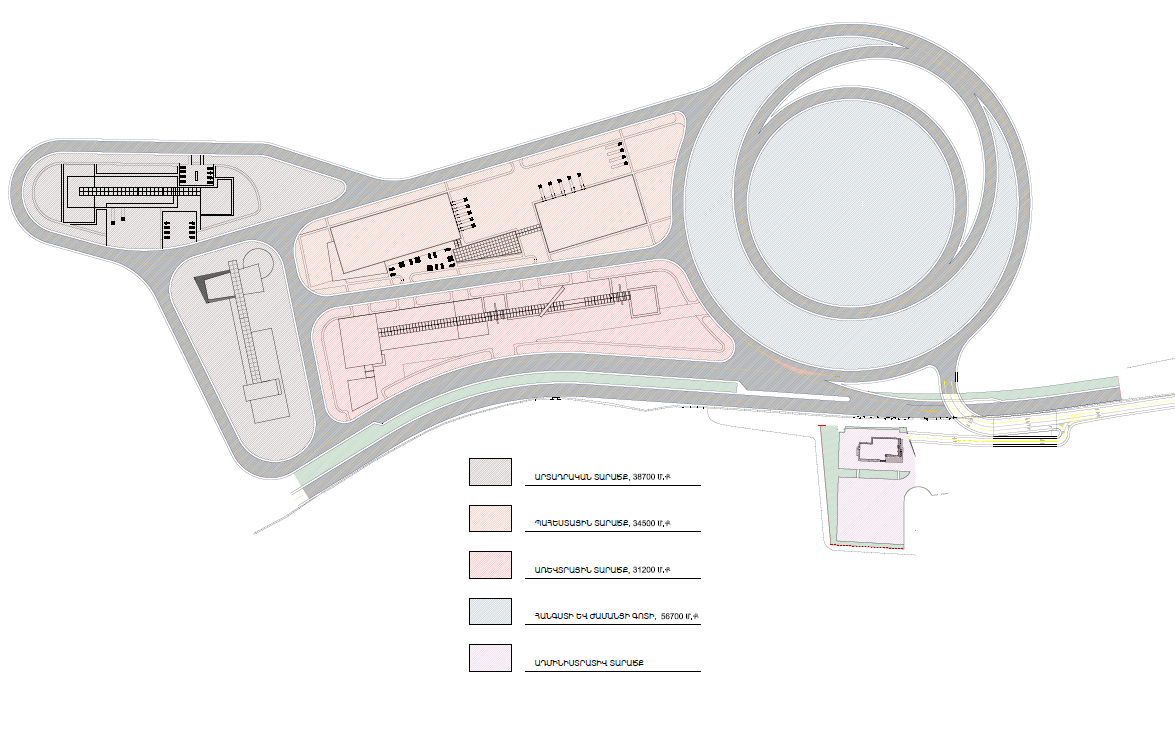 ԱՐՏԱԴՐԱԿԱՆ ՏԱՐԱԾՔ, 38700 Մ.Ք
ՊԱՀԵՍՏԱՅԻՆ ՏԱՐԱԾՔ, 34500 Մ.Ք
ԱՌԵՎՏՐԱՅԻՆ ՏԱՐԱԾՔ, 31200 Մ.Ք
ՀԱՆԳՍՏԻ ԵՎ ԺԱՄԱՆՑԻ ԳՈՏԻ, 56700 Մ.Ք
ԱԴՄԻՆԻՍՏՐԱՏԻՎ ՏԱՐԱԾՔ